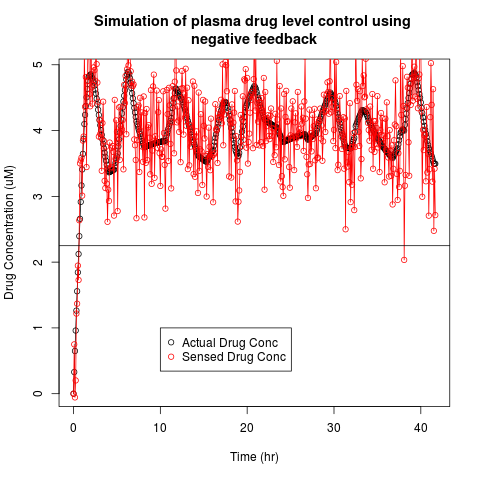 Simulation of plasma drug level control using
negative feedback
Drug Concentration (uM)
5
4
3
2
1
0
Actual Drug Conc
Sensed Drug Conc
0 10 20 30 40
Time (hr)